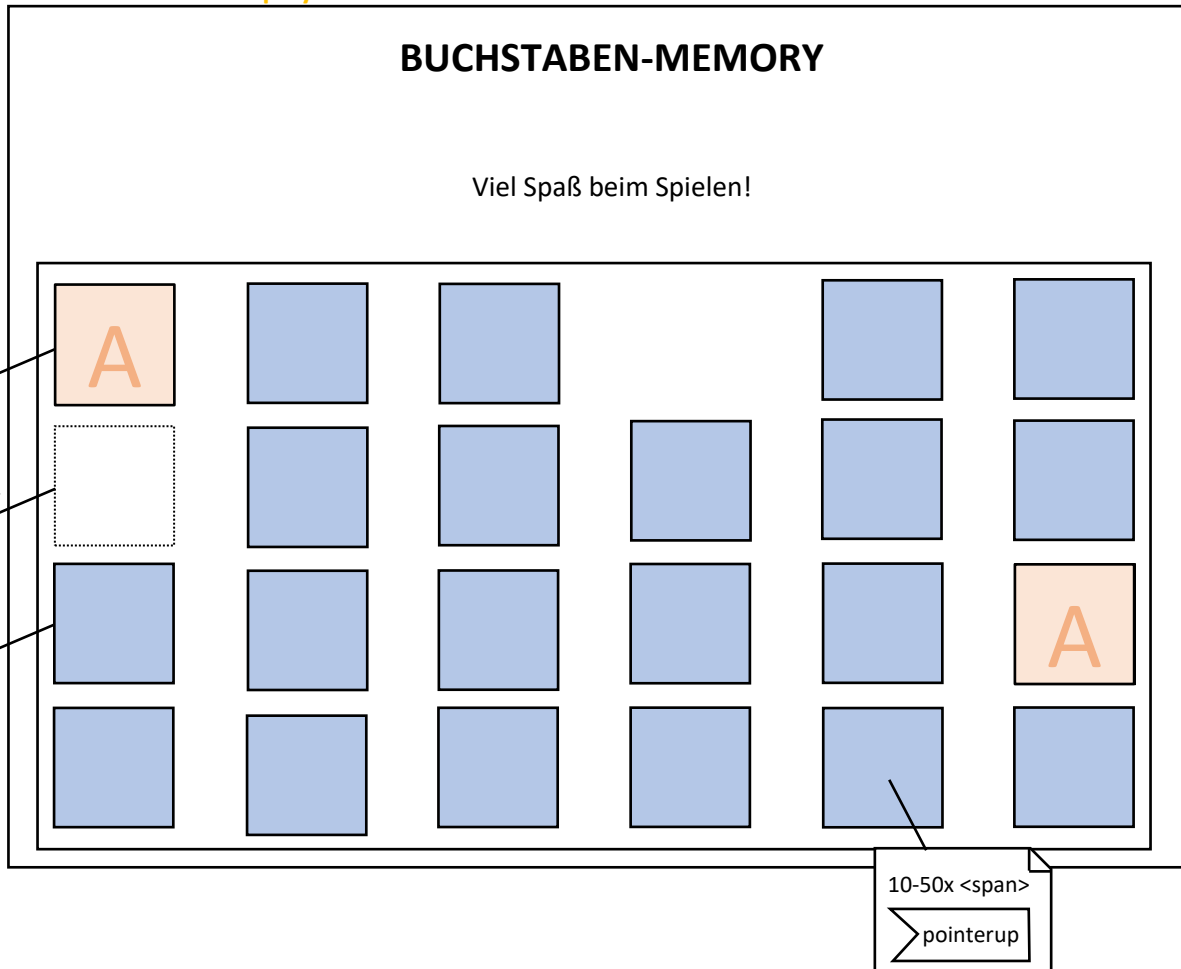 BUCHSTABEN-MEMORY
Viel Spaß beim Spielen!
A
A
10-50x <span>
pointerup